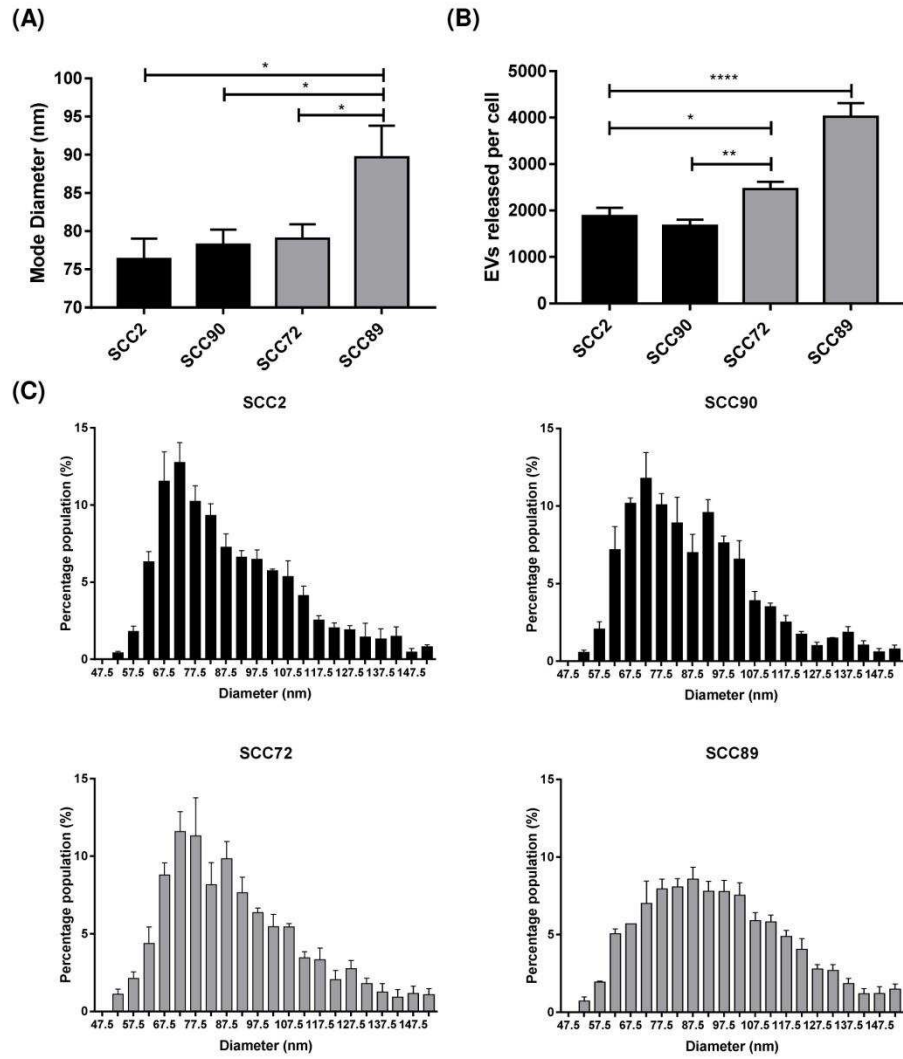 (A)
Mode Diameter (nm)
100
95
90
85
80
75
70
*
*
*
SCC2
SCC90
SCC72
SCC89
(B)
EVs released per cell
5000
4000
3000
2000
1000
0
****
*
**
SCC2
SCC90
SCC72
SCC89
(C)
SCC2
Percentage population (%)
15
10
5
0
47.5 57.5 67.5 77.5 87.5 97.5 107.5 117.5 127.5 137.5 147.5
Diameter (nm)
SCC90
Percentage population (%)
15
10
5
0
47.5 57.5 67.5 77.5 87.5 97.5 107.5 117.5 127.5 137.5 147.5
Diameter (nm)
SCC72
Percentage population (%)
15
10
5
0
47.5 57.5 67.5 77.5 87.5 97.5 107.5 117.5 127.5 137.5 147.5
Diameter (nm)
SCC89
Percentage population (%)
15
10
5
0
47.5 57.5 67.5 77.5 87.5 97.5 107.5 117.5 127.5 137.5 147.5
Diameter (nm)